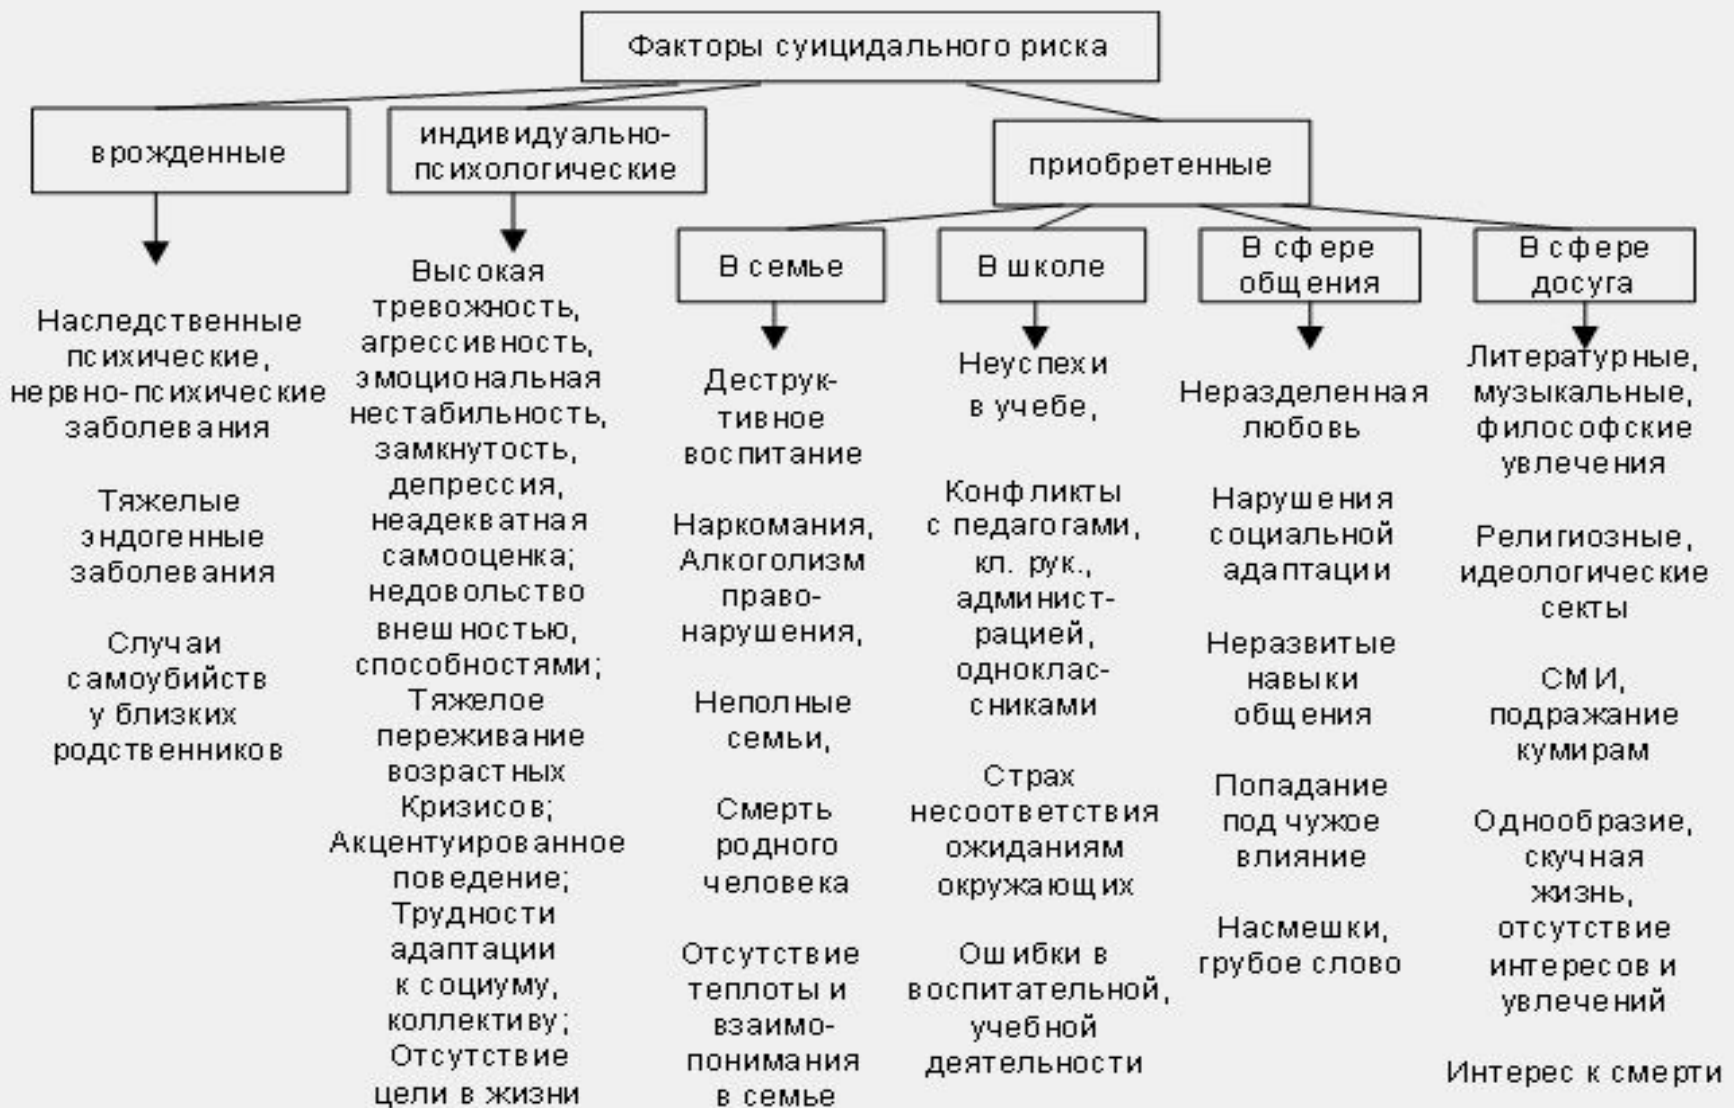 Факторы суицидального риска
врожденные
Наследственные
психические,
нервно-психические
заболевания
Тяжелые
эндогенные
заболевания
Случаи
самоубийств
у близких
родственников
индивидуально-
психологические
Высокая
тревожность,
агрессивность,
эмоциональная
нестабильность,
замкнутость,
депрессия,
неадекватная
самооценка;
недовольство
внешностью,
способностями;
Тяжелое
переживание
возрастных
Кризисов;
Акцентуированное
поведение;
Трудности
адаптации
к социуму,
коллективу;
Отсутствие
цели в жизни
приобретенные
В семье
Деструк-
тивное
воспитание
Наркомания,
Алкоголизм
право-
нарушения,
Неполные
семьи,
Смерть
родного
человека
Отсутствие
теплоты и
взаимо-
понимания
в семье
В школе
Неуспехи
в учебе,
Конфликты
с педагогами,
кл. рук.,
админист-
рацией,
одноклас-
сниками
Страх
несоответствия
ожиданиям
окружающих
Ошибки в
воспитательной,
учебной
деятельности
В сфере
общения
Неразделенная
любовь
Нарушения
социальной
адаптации
Неразвитые
навыки
общения
Попадание
под чужое
влияние
Насмешки,
грубое слово
В сфере
досуга
Литературные,
музыкальные,
философские
увлечения
Религиозные,
идеологические
секты
СМИ,
подражание
кумирам
Однообразие,
скучная
жизнь,
отсутствие
интересов и
увлечений
Интерес к смерти